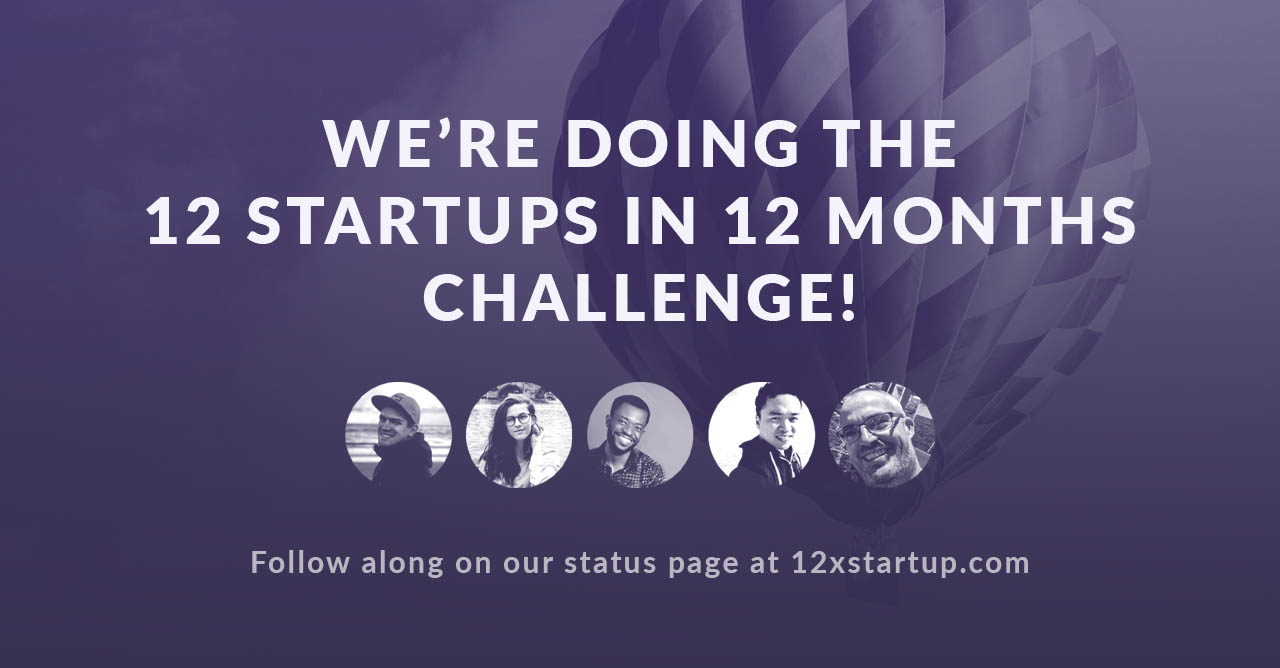 WE’RE DOING THE
12 STARTUPS IN 12 MONTHS
CHALLENGE!
Follow along on our status page at 12xstartup.com